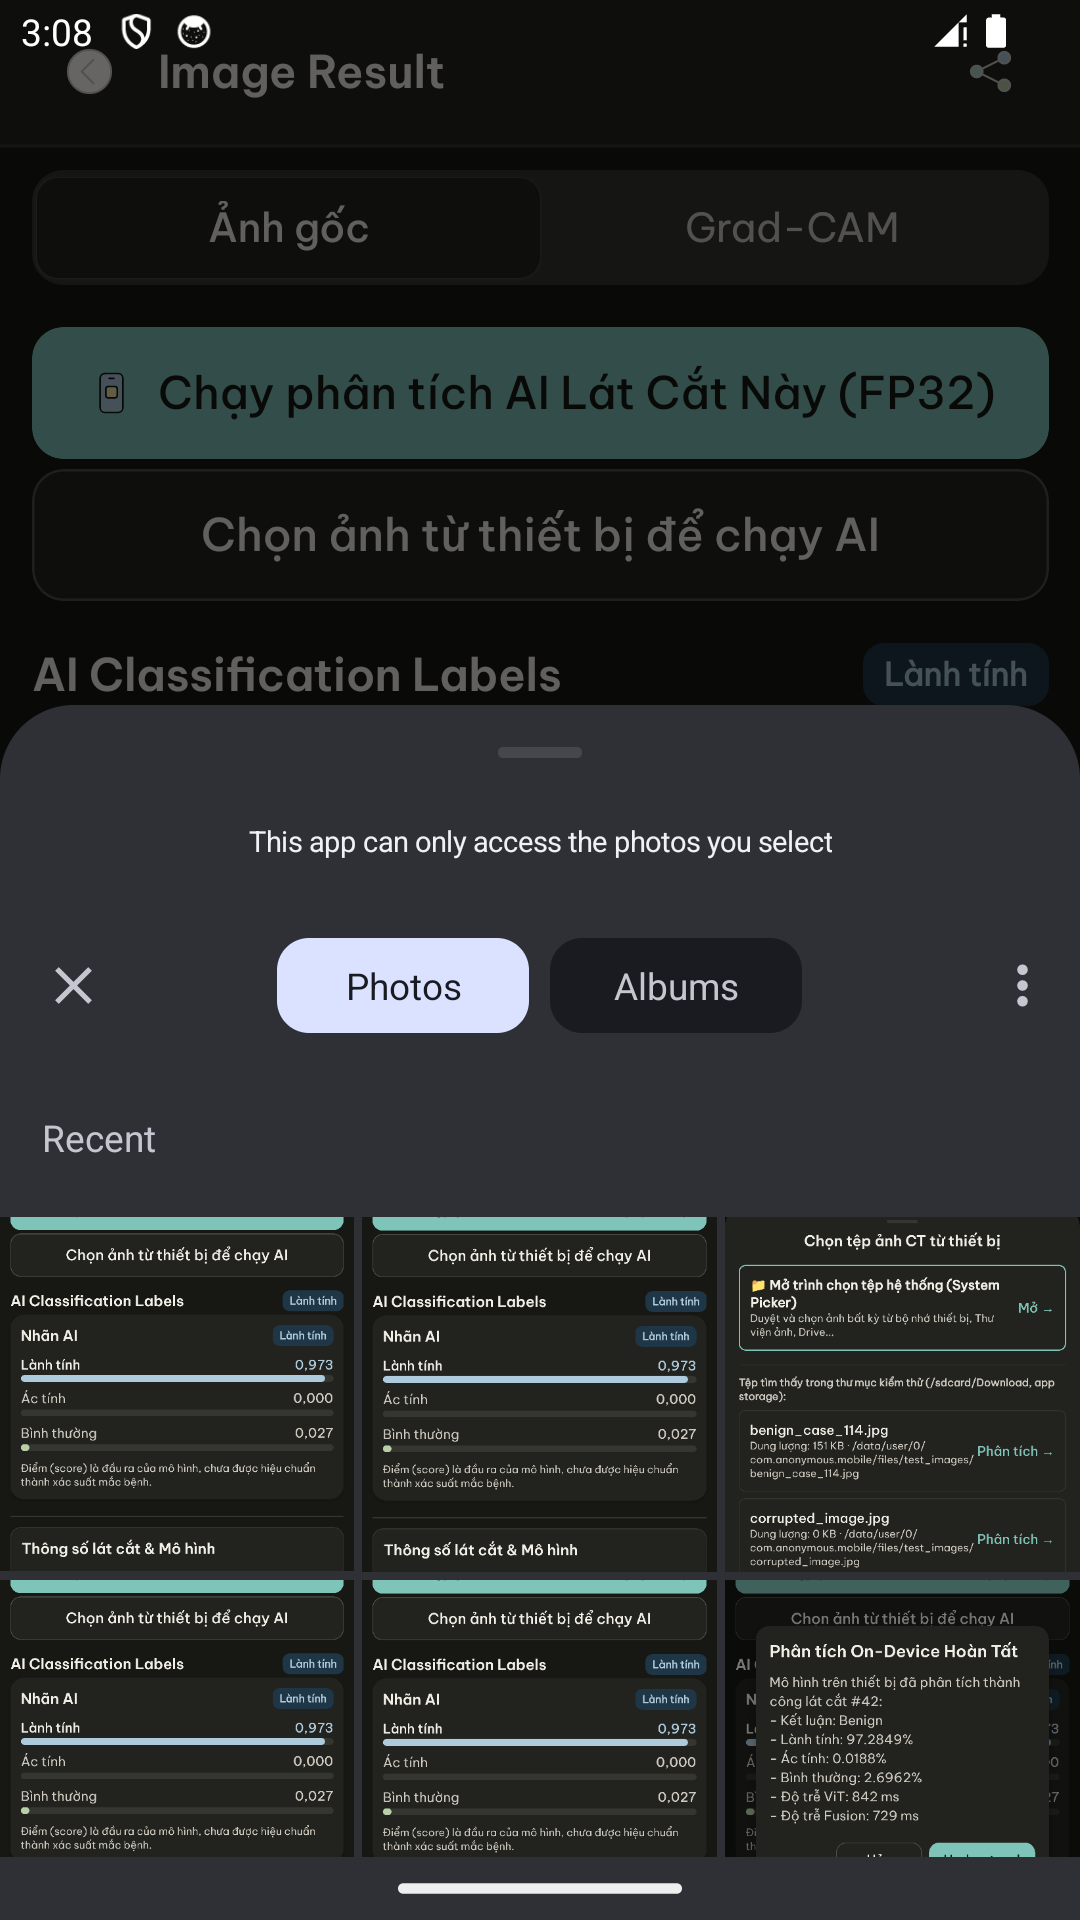 3:08
Image Result
Ảnh gốc
Grad-CAM
Chạy phân tích AI Lát Cắt Này (FP32)
Chọn ảnh từ thiết bị để chạy AI
AI Classification Labels
Lành tính
This app can only access the photos you select
Photos
Albums
Recent
Chọn ảnh từ thiết bị để chạy AI
AI Classification Labels
Lành tính
Nhãn AI
Lành tính
Lành tính
0,973
Ác tính
0,000
Bình thường
0,027
Điểm (score) là đầu ra của mô hình, chưa được hiệu chuẩn
thành xác suất mắc bệnh.
Thông số lát cắt & Mô hình
Chọn ảnh từ thiết bị để chạy AI
AI Classification Labels
Lành tính
Nhãn AI
Lành tính
Lành tính
0,973
Ác tính
0,000
Bình thường
0,027
Điểm (score) là đầu ra của mô hình, chưa được hiệu chuẩn
thành xác suất mắc bệnh.
Thông số lát cắt & Mô hình
Chọn tệp ảnh CT từ thiết bị
Mở trình chọn tệp hệ thống (System
Picker)
Mở →
Duyệt và chọn ảnh bất kỳ từ bộ nhớ thiết bị, Thư
viện ảnh, Drive...
Tệp tìm thấy trong thư mục kiểm thử (/sdcard/Download, app
storage):
benign_case_114.jpg
Dung lượng: 151 KB · /data/user/0/
com.anonymous.mobile/files/test_images/
benign_case_114.jpg
Phân tích →
corrupted_image.jpg
Dung lượng: 0 KB · /data/user/0/
com.anonymous.mobile/files/test_images/
corrupted_image.jpg
Phân tích →
Chọn ảnh từ thiết bị để chạy AI
AI Classification Labels
Lành tính
Nhãn AI
Lành tính
Lành tính
0,973
Ác tính
0,000
Bình thường
0,027
Điểm (score) là đầu ra của mô hình, chưa được hiệu chuẩn
thành xác suất mắc bệnh.
Chọn ảnh từ thiết bị để chạy AI
AI Classification Labels
Lành tính
Nhãn AI
Lành tính
Lành tính
0,973
Ác tính
0,000
Bình thường
0,027
Điểm (score) là đầu ra của mô hình, chưa được hiệu chuẩn
thành xác suất mắc bệnh.
Chọn ảnh từ thiết bị để chạy AI
Phân tích On-Device Hoàn Tất
Mô hình trên thiết bị đã phân tích thành
công lát cắt #42:
- Kết luận: Benign
- Lành tính: 97.2849%
- Ác tính: 0.0188%
- Bình thường: 2.6962%
- Độ trễ ViT: 842 ms
- Độ trễ Fusion: 729 ms